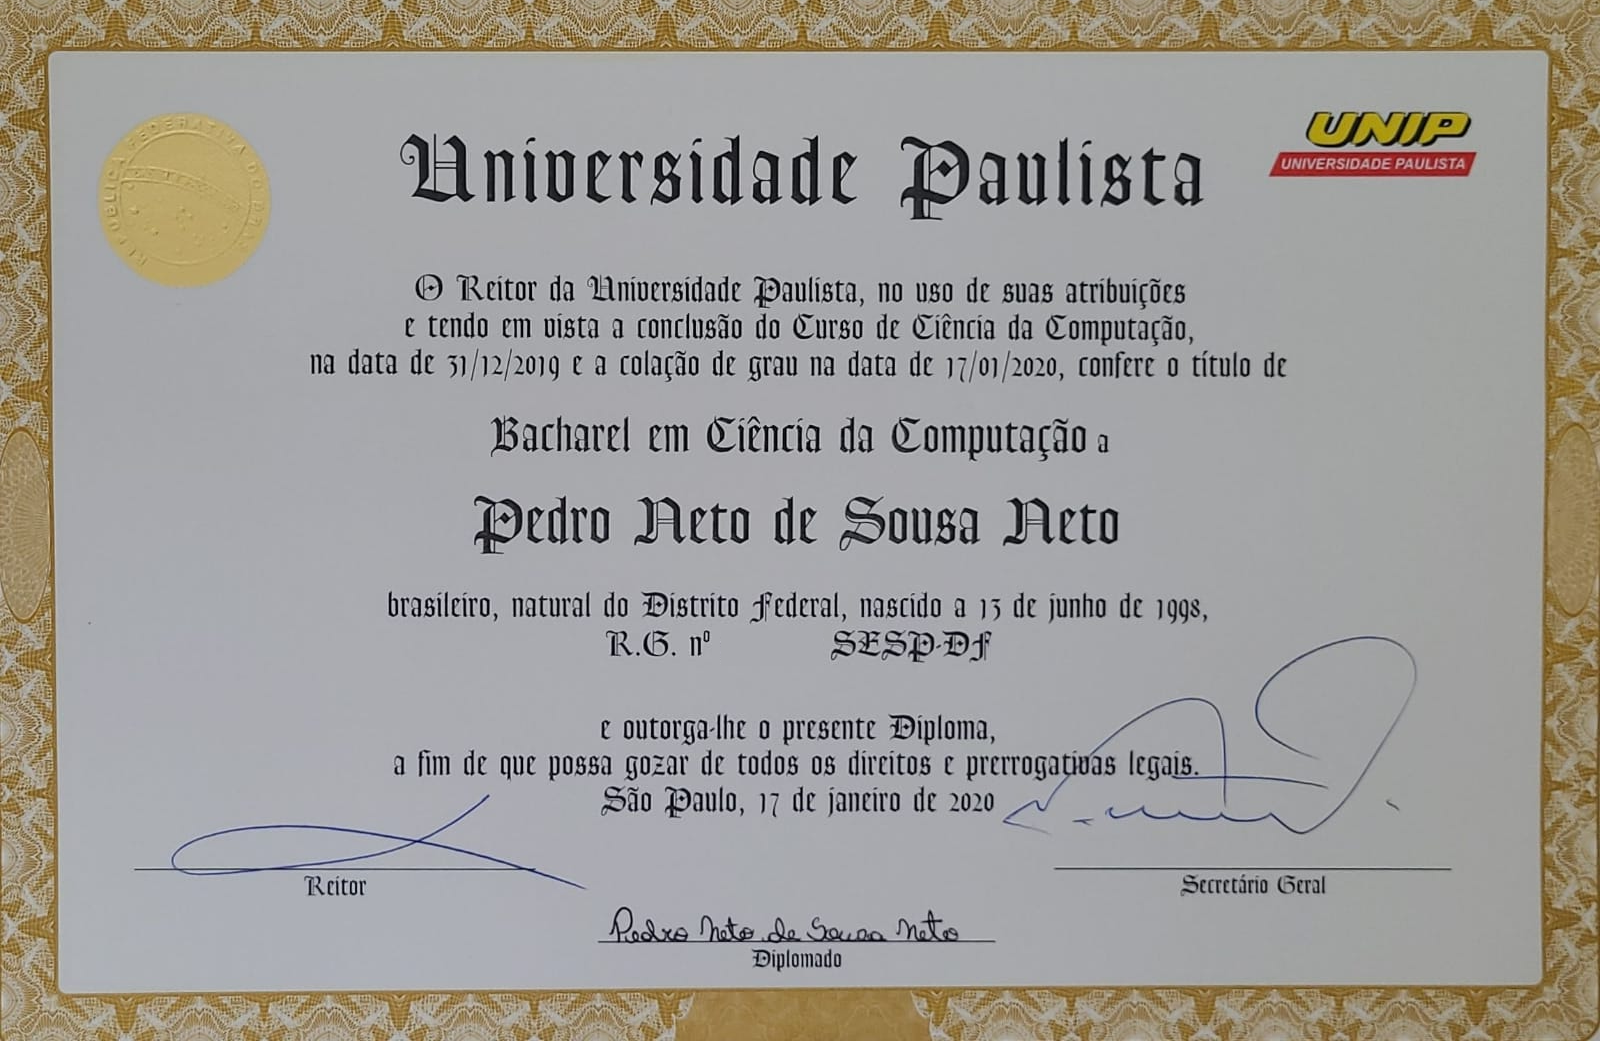 REPÚBLICA FEDERATIVA DO BRASIL
UNIP
UNIVERSIDADE PAULISTA
Universidade Paulista
O Reitor da Universidade Paulista, no uso de suas atribuições
e tendo em vista a conclusão do Curso de Ciência da Computação,
na data de 31/12/2019 e a colação de grau na data de 17/01/2020, confere o título de
Bacharel em Ciência da Computação a
Pedro Neto de Sousa Neto
brasileiro, natural do Distrito Federal, nascido a 13 de junho de 1998,
R.G. nº SESP-DF
e outorga-lhe o presente Diploma,
a fim de que possa gozar de todos os direitos e prerrogativas legais.
São Paulo, 17 de janeiro de 2020
Reitor
Secretário Geral
Pedro Neto de Sousa Neto
Diplomado